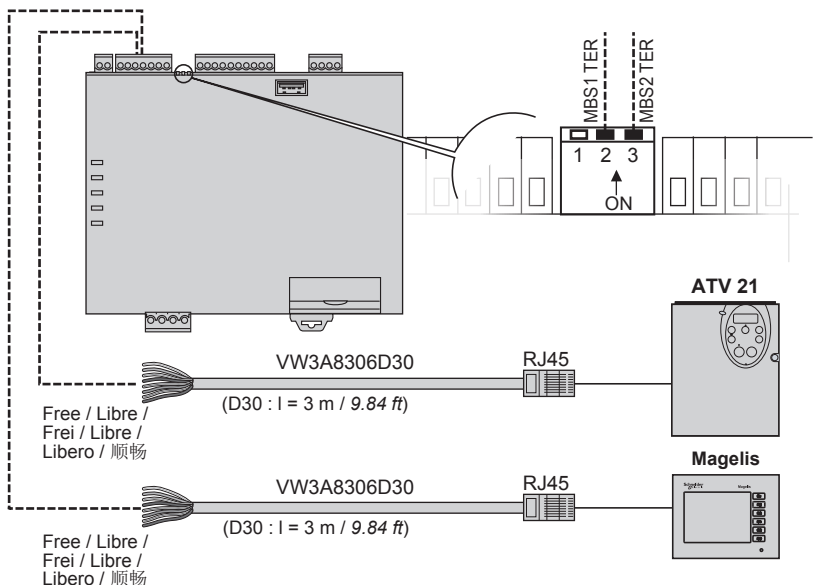 MBS1 TER
MBS2 TER
1 2 3
ON
ATV 21
VW3A8306D30
RJ45
(D30 : l = 3 m / 9.84 ft)
Free / Libre /
Frei / Libre /
Libero / 顺畅
Magelis
VW3A8306D30
RJ45
Schneider
Magelis
(D30 : l = 3 m / 9.84 ft)
Free / Libre /
Frei / Libre /
Libero / 顺畅